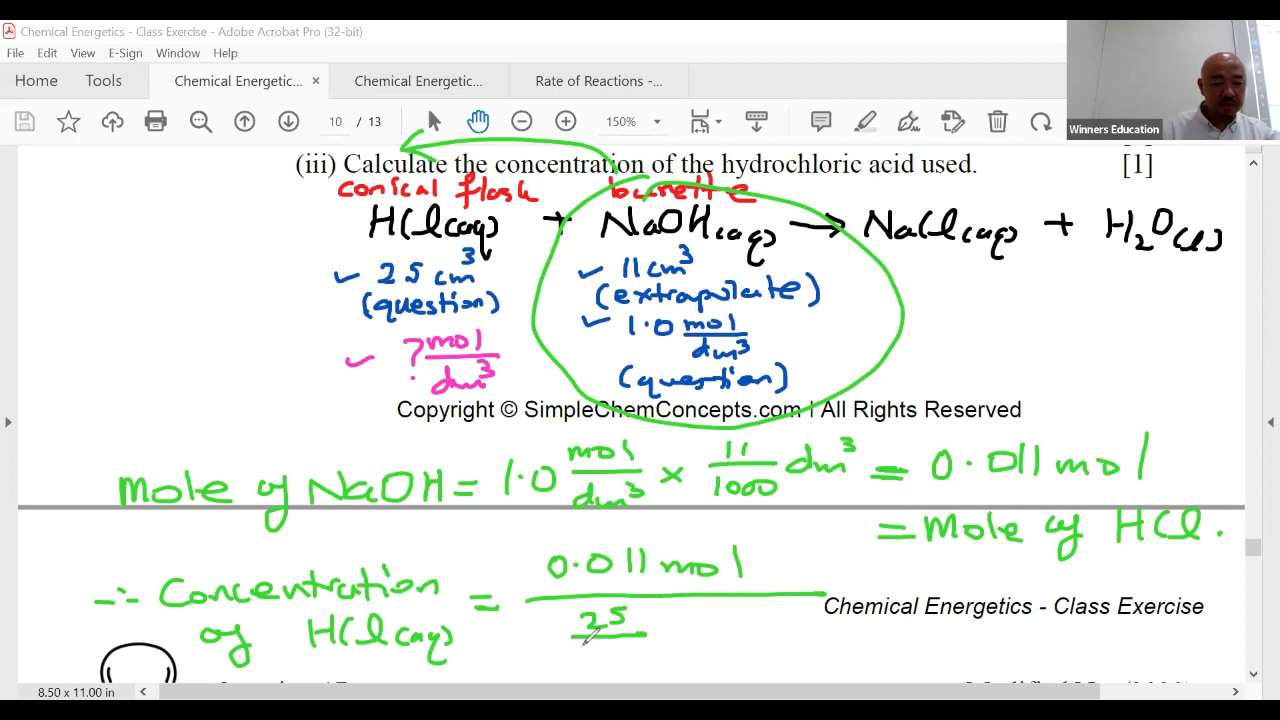 Chemical Energetics - Class Exercise - Adobe Acrobat Pro (32-bit)
File Edit View E-Sign Window Help
Home Tools Chemical Energetic... × Chemical Energetic... Rate of Reactions -...
10 / 13 150%
Winners Education
(iii) Calculate the concentration of the hydrochloric acid used. [1]
conical flask burette
HCl(aq) + NaOH(aq) → NaCl(aq) + H2O(l)
✓ 25 cm³ ✓ 11 cm³
(question) (extrapolate)
✓ ? mol/dm³ ✓ 1.0 mol/dm³
(question)
Copyright © SimpleChemConcepts.com | All Rights Reserved
mole of NaOH = 1.0 mol/dm³ × 11/1000 dm³ = 0.011 mol
= mole of HCl.
∴ Concentration of HCl(aq) = 0.011 mol / 25
Chemical Energetics - Class Exercise
8.50 x 11.00 in